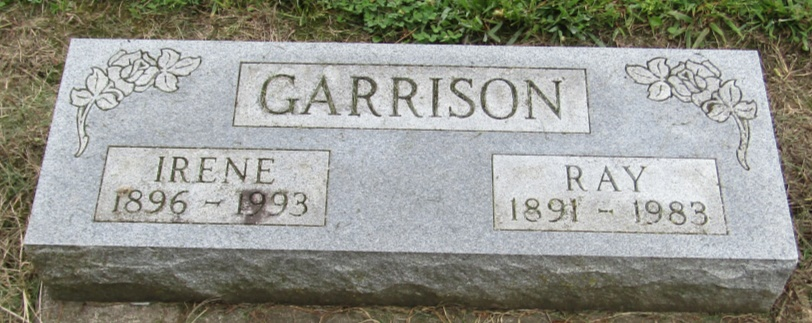 GARRISON
IRENE
1896 - 1993
RAY
1891 - 1983